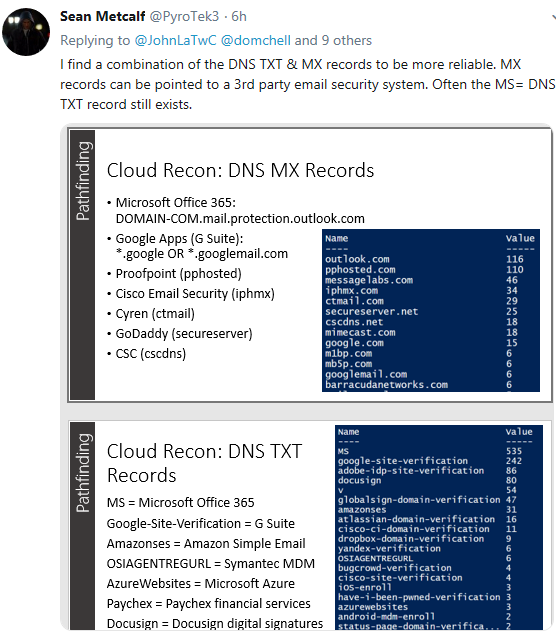 Sean Metcalf @PyroTek3 · 6h
Replying to @JohnLaTwC @domchell and 9 others
I find a combination of the DNS TXT & MX records to be more reliable. MX
records can be pointed to a 3rd party email security system. Often the MS= DNS
TXT record still exists.
Pathfinding
Cloud Recon: DNS MX Records
• Microsoft Office 365:
DOMAIN-COM.mail.protection.outlook.com
• Google Apps (G Suite):
*.google OR *.googlemail.com
• Proofpoint (pphosted)
• Cisco Email Security (iphmx)
• Cyren (ctmail)
• GoDaddy (secureserver)
• CSC (cscdns)
Name Value
---- -----
outlook.com 116
pphosted.com 110
messagelabs.com 46
iphmx.com 34
ctmail.com 29
secureserver.net 25
cscdns.net 18
mimecast.com 18
google.com 15
m1bp.com 6
mb5p.com 6
googlemail.com 6
barracudanetworks.com 6
Pathfinding
Cloud Recon: DNS TXT
Records
MS = Microsoft Office 365
Google-Site-Verification = G Suite
Amazonses = Amazon Simple Email
OSIAGENTREGURL = Symantec MDM
AzureWebsites = Microsoft Azure
Paychex = Paychex financial services
Docusign = Docusign digital signatures
Name Value
---- -----
MS 535
google-site-verification 242
adobe-idp-site-verification 86
docusign 80
v 54
globalsign-domain-verification 47
amazonses 31
atlassian-domain-verification 16
cisco-ci-domain-verification 11
dropbox-domain-verification 9
yandex-verification 6
OSIAGENTREGURL 6
bugcrowd-verification 4
cisco-site-verification 4
iOS-enroll 3
have-i-been-pwned-verification 3
azurewebsites 3
android-mdm-enroll 2
status-page-domain-verifica... 2